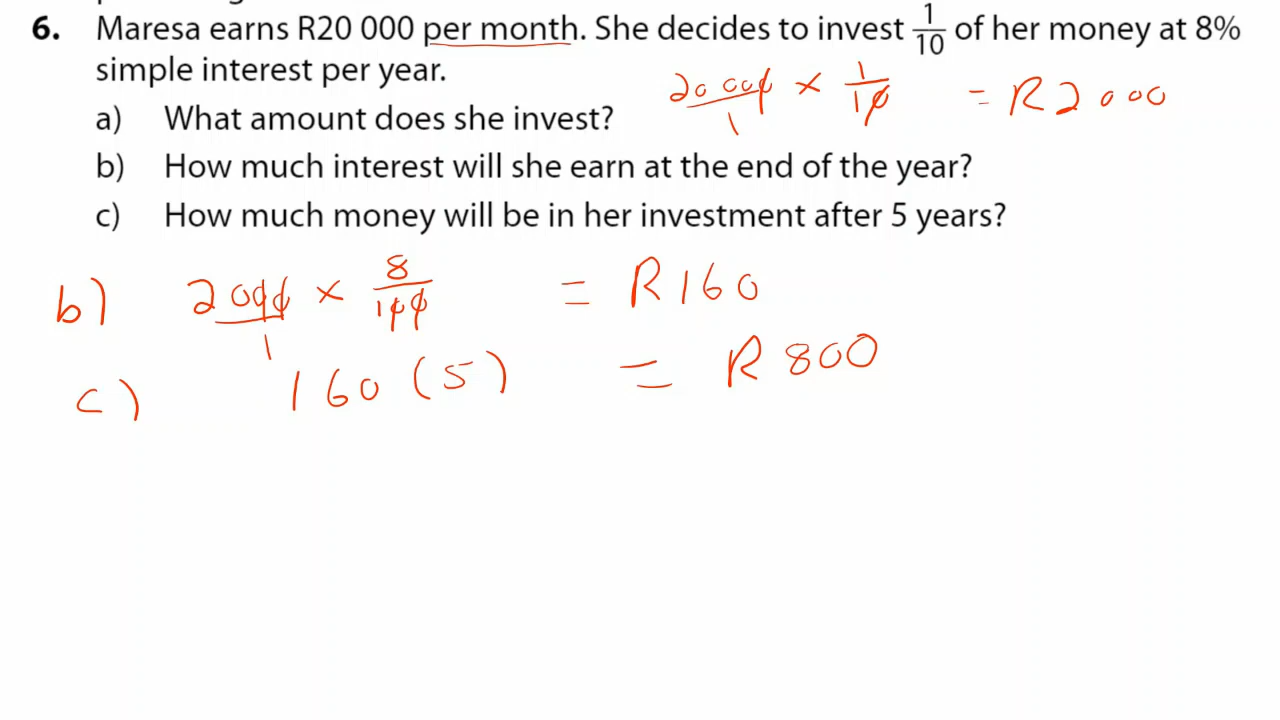 6. Maresa earns R20 000 per month. She decides to invest 1/10 of her money at 8%
simple interest per year.
20 000/1 × 1/10 = R2 000
a) What amount does she invest?
b) How much interest will she earn at the end of the year?
c) How much money will be in her investment after 5 years?
b) 2000/1 × 8/100 = R160
c) 160 (5) = R800